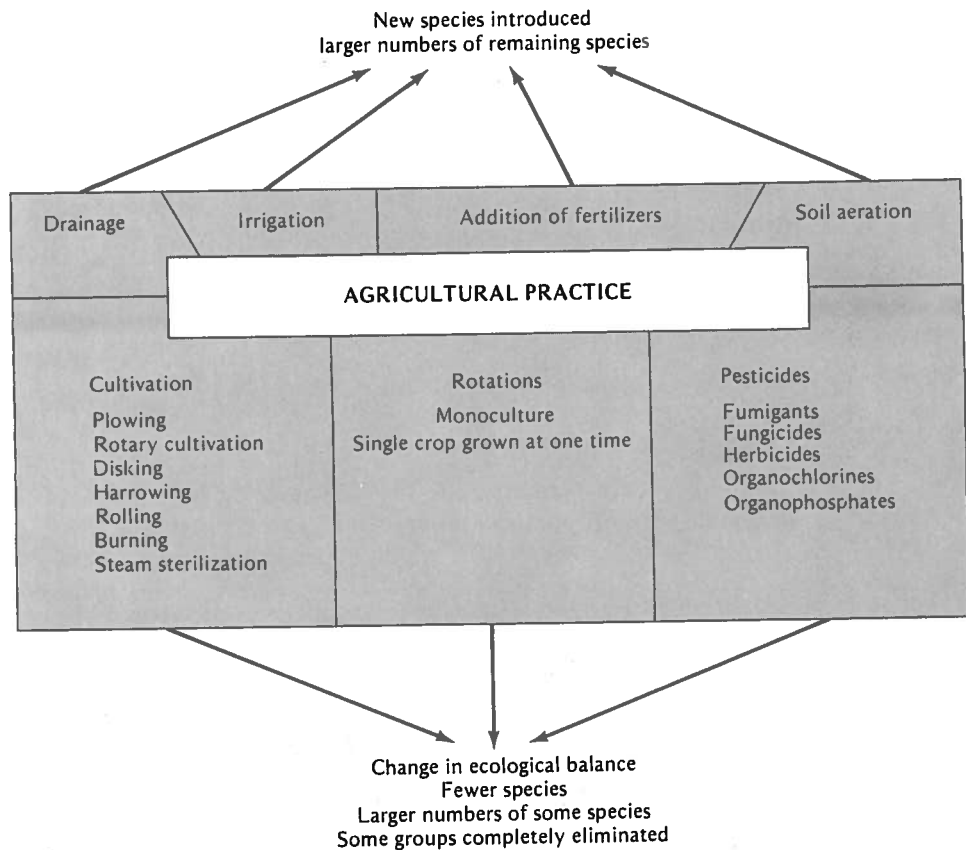 New species introduced
larger numbers of remaining species
Drainage
Irrigation
Addition of fertilizers
Soil aeration
AGRICULTURAL PRACTICE
Cultivation
Plowing
Rotary cultivation
Disking
Harrowing
Rolling
Burning
Steam sterilization
Rotations
Monoculture
Single crop grown at one time
Pesticides
Fumigants
Fungicides
Herbicides
Organochlorines
Organophosphates
Change in ecological balance
Fewer species
Larger numbers of some species
Some groups completely eliminated